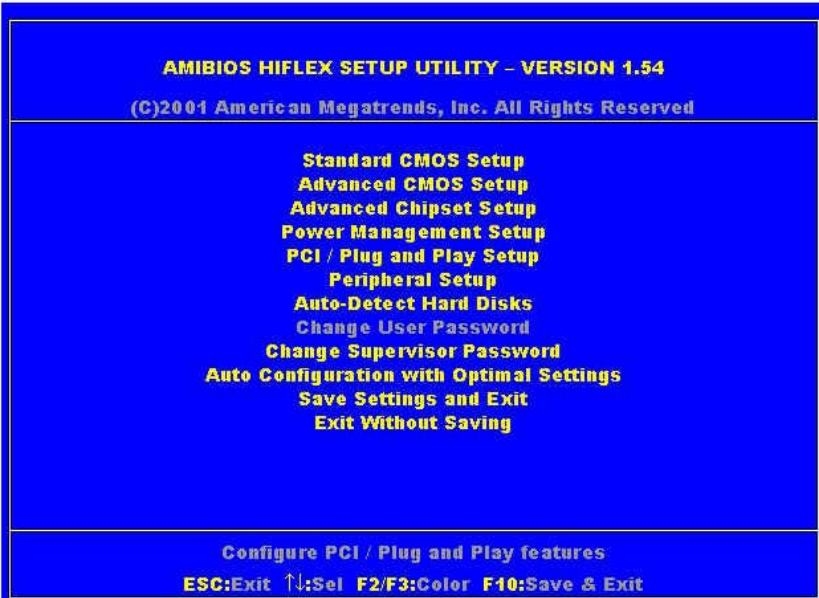 AMIBIOS HIFLEX SETUP UTILITY – VERSION 1.54
(C)2001 American Megatrends, Inc. All Rights Reserved
Standard CMOS Setup
Advanced CMOS Setup
Advanced Chipset Setup
Power Management Setup
PCI / Plug and Play Setup
Peripheral Setup
Auto-Detect Hard Disks
Change User Password
Change Supervisor Password
Auto Configuration with Optimal Settings
Save Settings and Exit
Exit Without Saving
Configure PCI / Plug and Play features
ESC:Exit ↑↓:Sel F2/F3:Color F10:Save & Exit